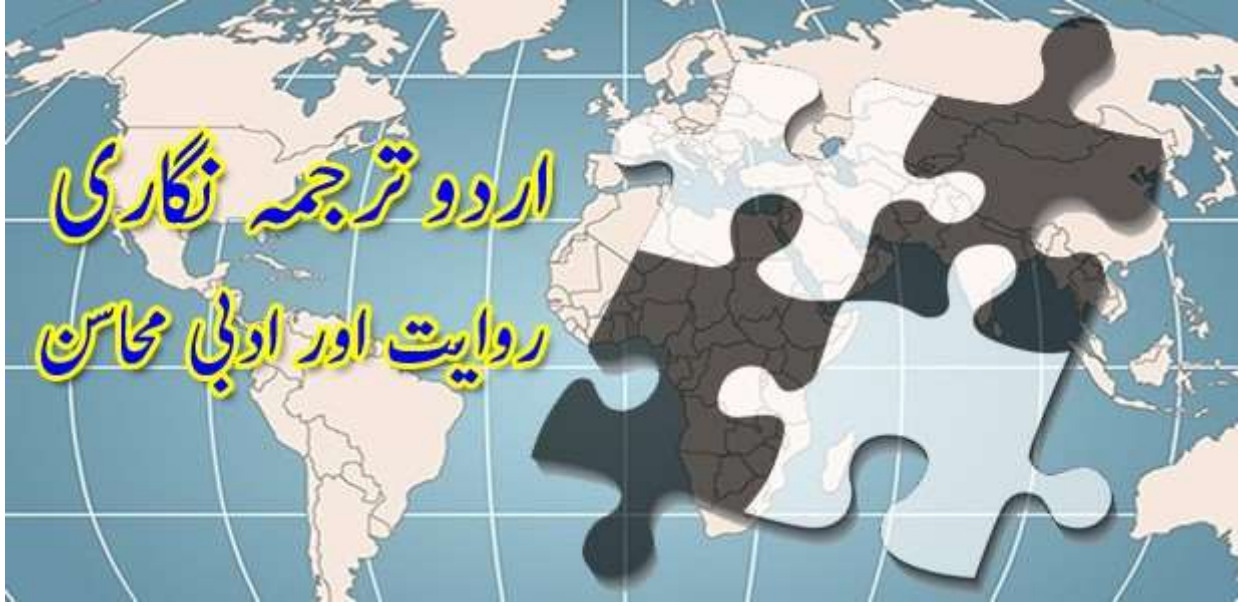 اردو ترجمہ نگاری
روایت اور ادبی محاسن